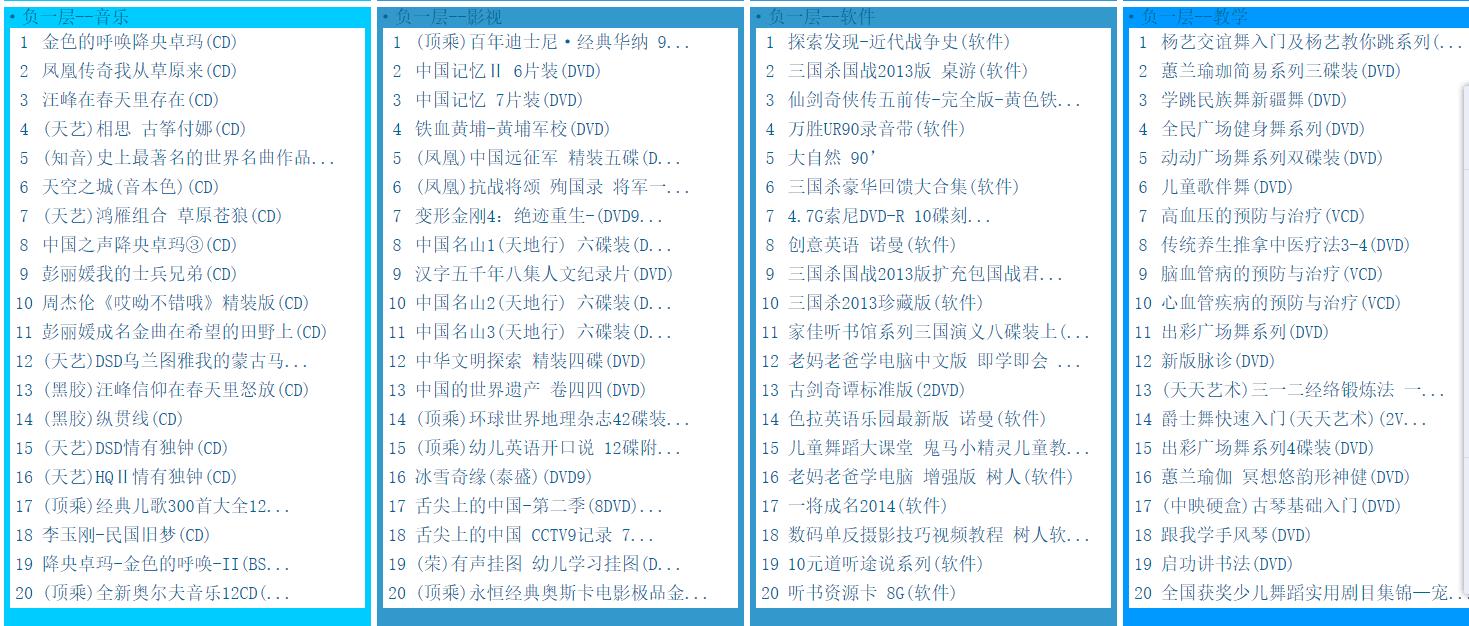 • 负一层--音乐
1 金色的呼唤降央卓玛(CD)
2 凤凰传奇我从草原来(CD)
3 汪峰在春天里存在(CD)
4 (天艺)相思 古筝付娜(CD)
5 (知音)史上最著名的世界名曲作品...
6 天空之城(音本色)(CD)
7 (天艺)鸿雁组合 草原苍狼(CD)
8 中国之声降央卓玛③(CD)
9 彭丽媛我的士兵兄弟(CD)
10 周杰伦《哎呦不错哦》精装版(CD)
11 彭丽媛成名金曲在希望的田野上(CD)
12 (天艺)DSD乌兰图雅我的蒙古马...
13 (黑胶)汪峰信仰在春天里怒放(CD)
14 (黑胶)纵贯线(CD)
15 (天艺)DSD情有独钟(CD)
16 (天艺)HQⅡ情有独钟(CD)
17 (顶乘)经典儿歌300首大全12...
18 李玉刚-民国旧梦(CD)
19 降央卓玛-金色的呼唤-II(BS...
20 (顶乘)全新奥尔夫音乐12CD(...
• 负一层--影视
1 (顶乘)百年迪士尼·经典华纳 9...
2 中国记忆Ⅱ 6片装(DVD)
3 中国记忆 7片装(DVD)
4 铁血黄埔-黄埔军校(DVD)
5 (凤凰)中国远征军 精装五碟(D...
6 (凤凰)抗战将颂 殉国录 将军一...
7 变形金刚4：绝迹重生-(DVD9...
8 中国名山1(天地行) 六碟装(D...
9 汉字五千年八集人文纪录片(DVD)
10 中国名山2(天地行) 六碟装(D...
11 中国名山3(天地行) 六碟装(D...
12 中华文明探索 精装四碟(DVD)
13 中国的世界遗产 卷四四(DVD)
14 (顶乘)环球世界地理杂志42碟装...
15 (顶乘)幼儿英语开口说 12碟附...
16 冰雪奇缘(泰盛)(DVD9)
17 舌尖上的中国-第二季(8DVD)...
18 舌尖上的中国 CCTV9记录 7...
19 (荣)有声挂图 幼儿学习挂图(D...
20 (顶乘)永恒经典奥斯卡电影极品金...
• 负一层--软件
1 探索发现-近代战争史(软件)
2 三国杀国战2013版 桌游(软件)
3 仙剑奇侠传五前传-完全版-黄色铁...
4 万胜UR90录音带(软件)
5 大自然 90’
6 三国杀豪华回馈大合集(软件)
7 4.7G索尼DVD-R 10碟刻...
8 创意英语 诺曼(软件)
9 三国杀国战2013版扩充包国战君...
10 三国杀2013珍藏版(软件)
11 家佳听书馆系列三国演义八碟装上(...
12 老妈老爸学电脑中文版 即学即会 ...
13 古剑奇谭标准版(2DVD)
14 色拉英语乐园最新版 诺曼(软件)
15 儿童舞蹈大课堂 鬼马小精灵儿童教...
16 老妈老爸学电脑 增强版 树人(软件)
17 一将成名2014(软件)
18 数码单反摄影技巧视频教程 树人软...
19 10元道听途说系列(软件)
20 听书资源卡 8G(软件)
• 负一层--教学
1 杨艺交谊舞入门及杨艺教你跳系列(...
2 蕙兰瑜珈简易系列三碟装(DVD)
3 学跳民族舞新疆舞(DVD)
4 全民广场健身舞系列(DVD)
5 动动广场舞系列双碟装(DVD)
6 儿童歌伴舞(DVD)
7 高血压的预防与治疗(VCD)
8 传统养生推拿中医疗法3-4(DVD)
9 脑血管病的预防与治疗(VCD)
10 心血管疾病的预防与治疗(VCD)
11 出彩广场舞系列(DVD)
12 新版脉诊(DVD)
13 (天天艺术)三一二经络锻炼法 一...
14 爵士舞快速入门(天天艺术)(2V...
15 出彩广场舞系列4碟装(DVD)
16 蕙兰瑜伽 冥想悠韵形神健(DVD)
17 (中映硬盒)古琴基础入门(DVD)
18 跟我学手风琴(DVD)
19 启功讲书法(DVD)
20 全国获奖少儿舞蹈实用剧目集锦—宠...